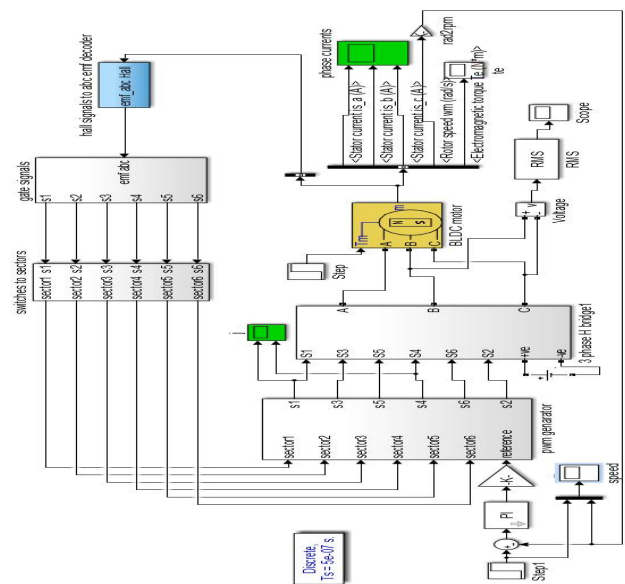 hall signals to abc emf decoder
emf_abc Hall
gate signals
emf abc
s1
s2
s3
s4
s5
s6
switches to sectors
sector1 s1
sector2 s2
sector3 s3
sector4 s4
sector5 s5
sector6 s6
Discrete,
Ts = 5e-07 s.
sector1
sector2
sector3
sector4
sector5
sector6
reference
s1
s3
s5
s4
s6
s2
pwm genarator
S1
S3
S5
S4
S6
S2
+ve
-ve
A
B
C
3 phase H bridge1
Step
Tm
m
A
B
C
N
S
BLDC motor
phase currents
<Stator current is_a (A)>
<Stator current is_b (A)>
<Stator current is_c (A)>
<Rotor speed wm (rad/s)>
<Electromagnetic torque Te (N*m)>
te
rad2rpm
+
v
-
Voltage
RMS
RMS
Scope
Step1
PI
-K-
speed